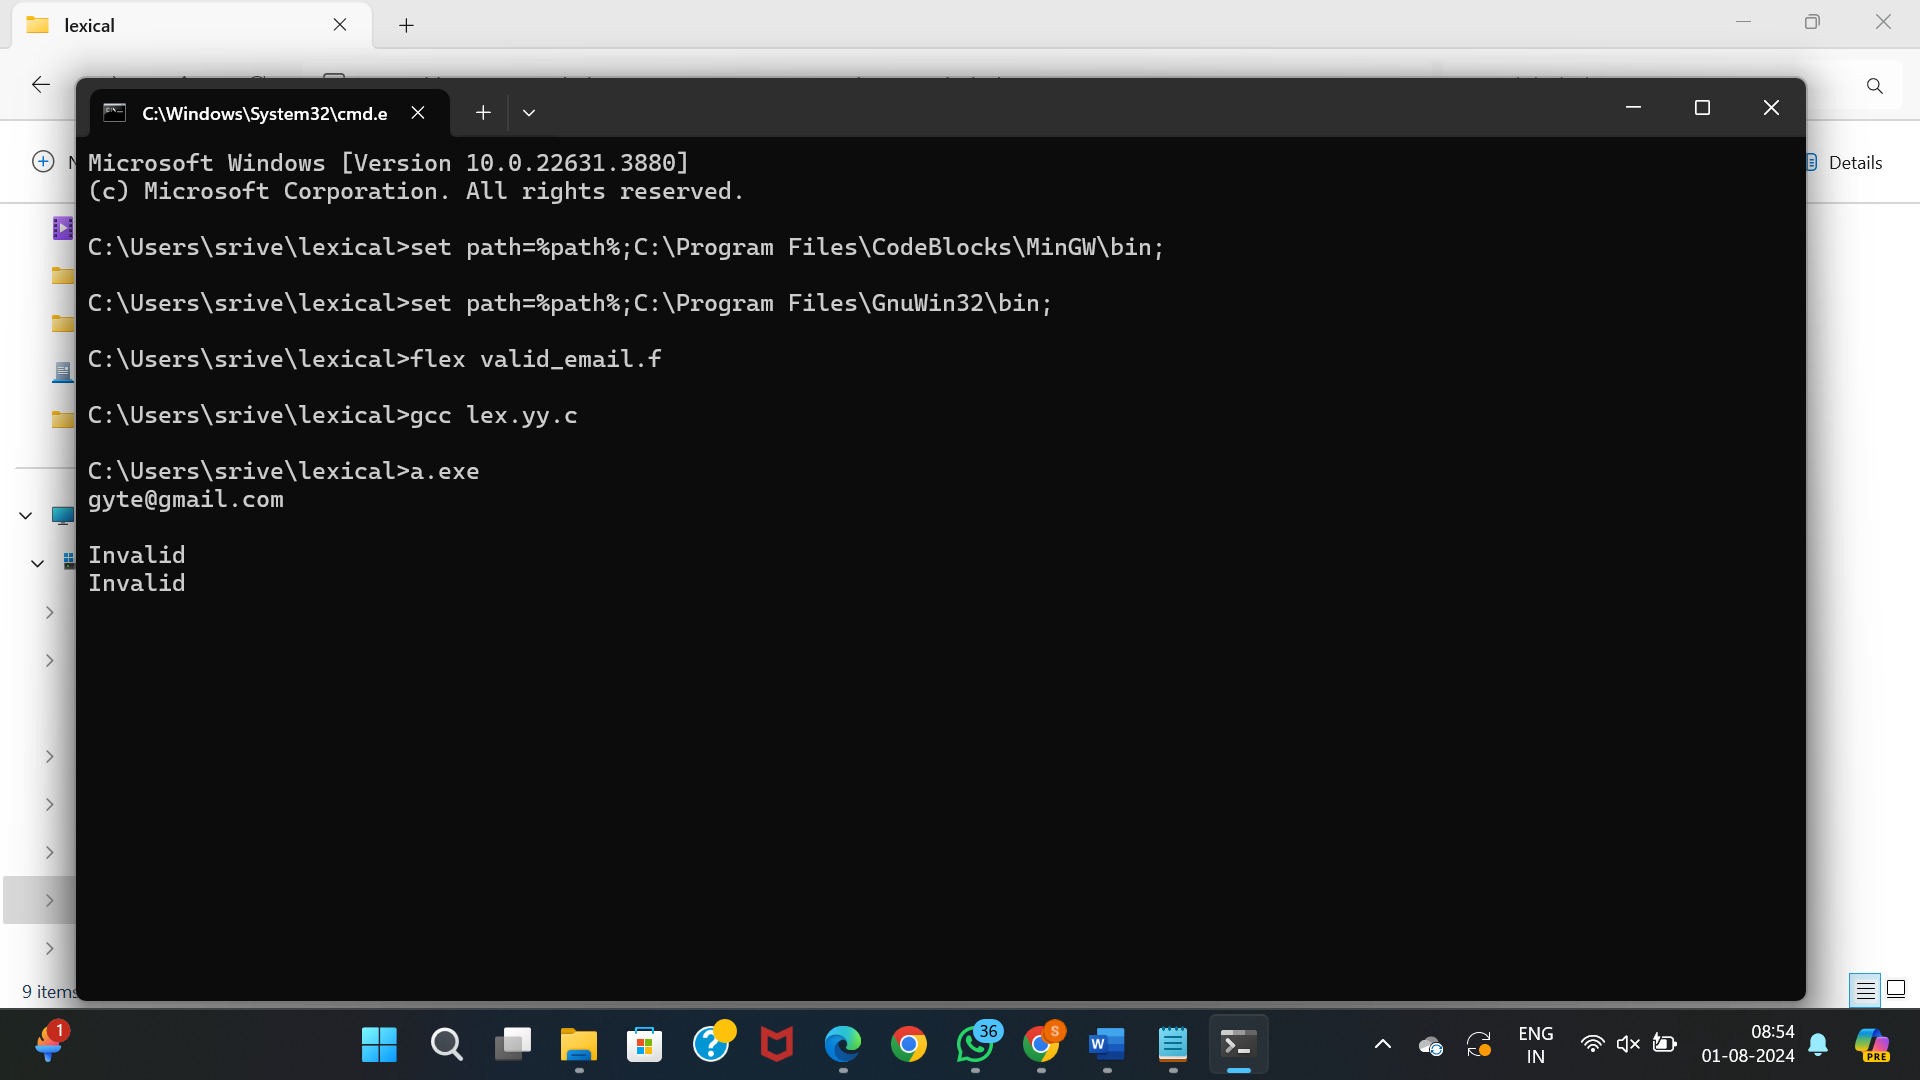 lexical
C:\Windows\System32\cmd.e
Details
Microsoft Windows [Version 10.0.22631.3880]
(c) Microsoft Corporation. All rights reserved.
C:\Users\srive\lexical>set path=%path%;C:\Program Files\CodeBlocks\MinGW\bin;
C:\Users\srive\lexical>set path=%path%;C:\Program Files\GnuWin32\bin;
C:\Users\srive\lexical>flex valid_email.f
C:\Users\srive\lexical>gcc lex.yy.c
C:\Users\srive\lexical>a.exe
gyte@gmail.com
Invalid
Invalid
9 items
1
36
S
W
ENG
IN
08:54
01-08-2024
PRE